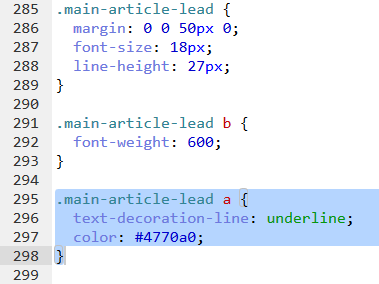 285 .main-article-lead {
286   margin: 0 0 50px 0;
287   font-size: 18px;
288   line-height: 27px;
289 }
290
291 .main-article-lead b {
292   font-weight: 600;
293 }
294
295 .main-article-lead a {
296   text-decoration-line: underline;
297   color: #4770a0;
298 }
299